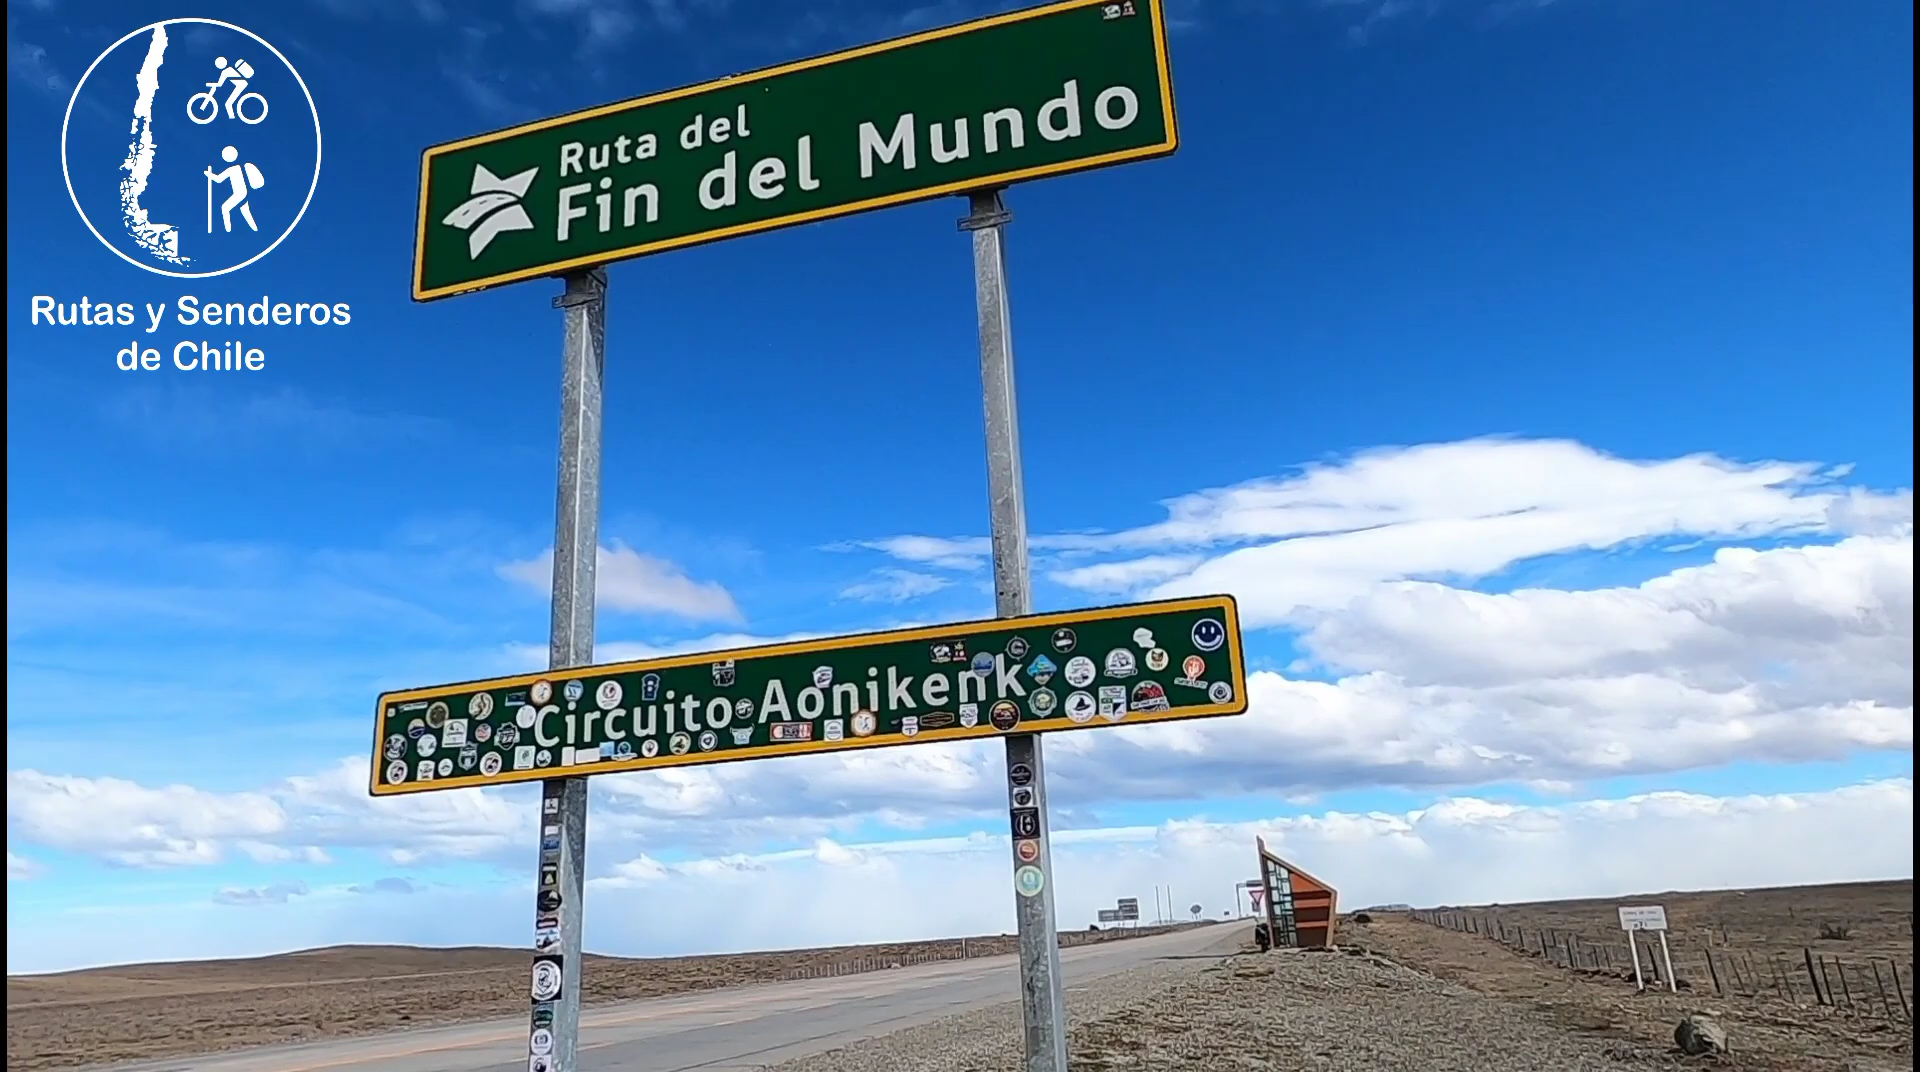 Rutas y Senderos
de Chile
Ruta del
Fin del Mundo
Circuito Aonikenk